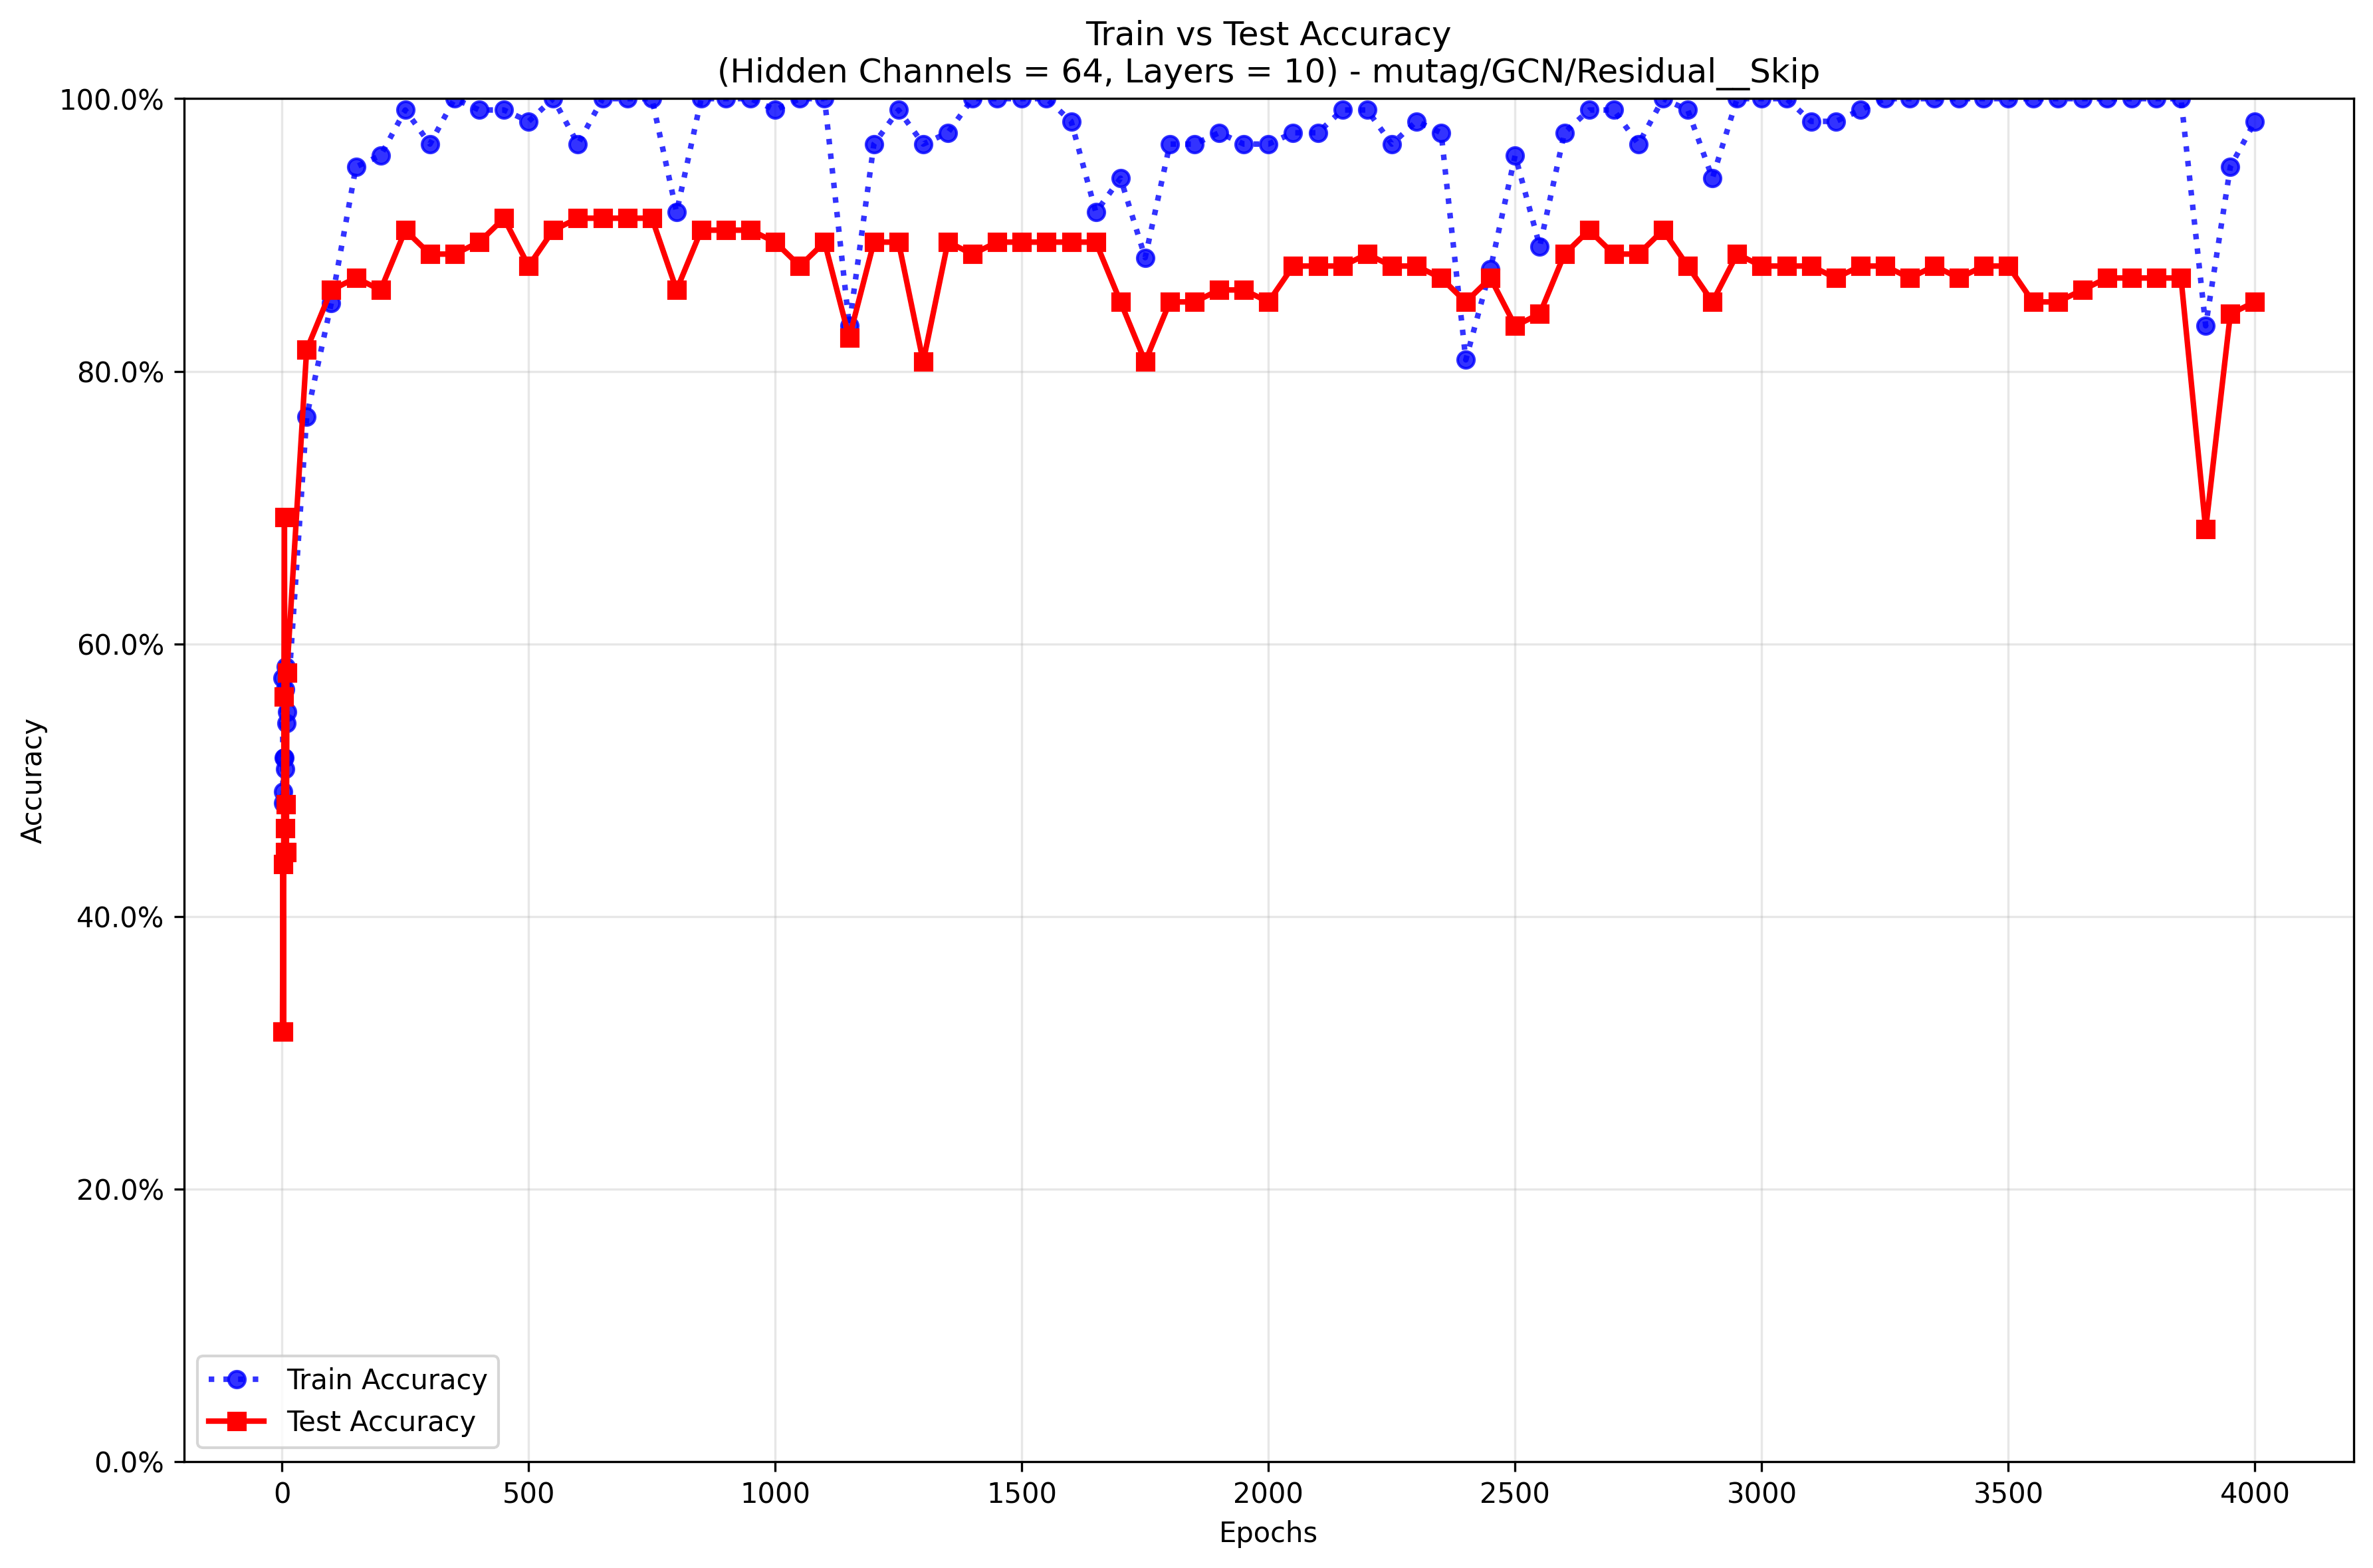 Train vs Test Accuracy
(Hidden Channels = 64, Layers = 10) - mutag/GCN/Residual__Skip
100.0%
80.0%
60.0%
40.0%
20.0%
0.0%
Accuracy
Train Accuracy
Test Accuracy
0 500 1000 1500 2000 2500 3000 3500 4000
Epochs